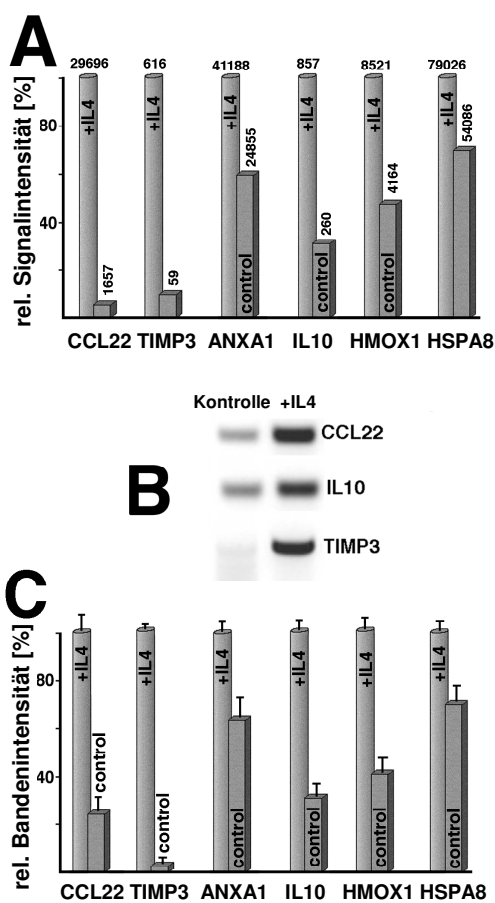 A
rel. Signalintensität [%]
29696 616 41188 857 8521 79026
80
40
+IL4 +IL4 +IL4 +IL4 +IL4 +IL4
1657 59 24855 260 4164 54086
control control control
CCL22 TIMP3 ANXA1 IL10 HMOX1 HSPA8
B
Kontrolle +IL4
CCL22
IL10
TIMP3
C
rel. Bandenintensität [%]
80
40
+IL4 +IL4 +IL4 +IL4 +IL4 +IL4
control control control control control control
CCL22 TIMP3 ANXA1 IL10 HMOX1 HSPA8